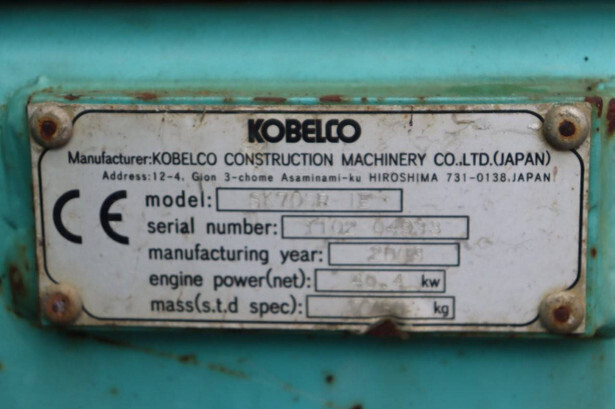 KOBELCO
Manufacturer:KOBELCO CONSTRUCTION MACHINERY CO.,LTD.(JAPAN)
Address:12-4, Gion 3-chome Asaminami-ku HIROSHIMA 731-0138,JAPAN
CE
model:
serial number:
manufacturing year:
engine power(net): kw
mass(s.t.d spec): kg